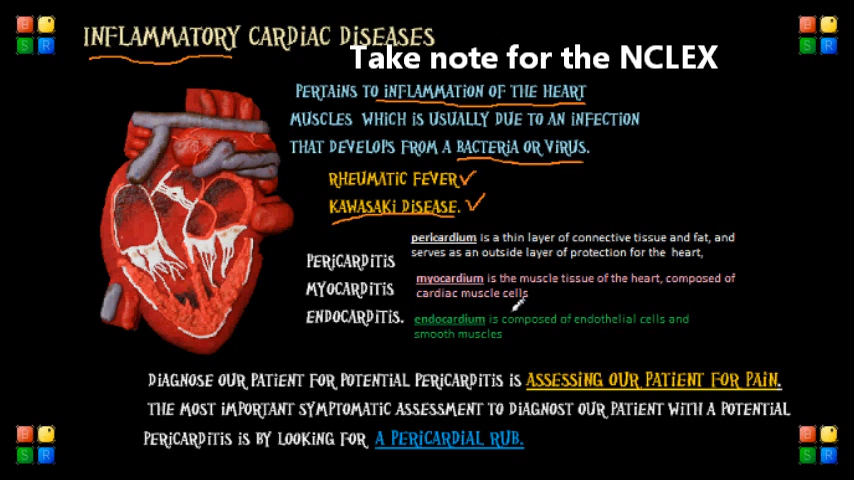 INFLAMMATORY CARDIAC DISEASES
Take note for the NCLEX
PERTAINS TO INFLAMMATION OF THE HEART
MUSCLES WHICH IS USUALLY DUE TO AN INFECTION
THAT DEVELOPS FROM A BACTERIA OR VIRUS.
RHEUMATIC FEVER
KAWASAKI DISEASE.
pericardium is a thin layer of connective tissue and fat, and
serves as an outside layer of protection for the heart,
PERICARDITIS
myocardium is the muscle tissue of the heart, composed of
cardiac muscle cells
MYOCARDITIS
endocardium is composed of endothelial cells and
smooth muscles
ENDOCARDITIS.
DIAGNOSE OUR PATIENT FOR POTENTIAL PERICARDITIS IS ASSESSING OUR PATIENT FOR PAIN.
THE MOST IMPORTANT SYMPTOMATIC ASSESSMENT TO DIAGNOST OUR PATIENT WITH A POTENTIAL
PERICARDITIS IS BY LOOKING FOR A PERICARDIAL RUB.
B
S R
B
S R
B
S R
B
S R